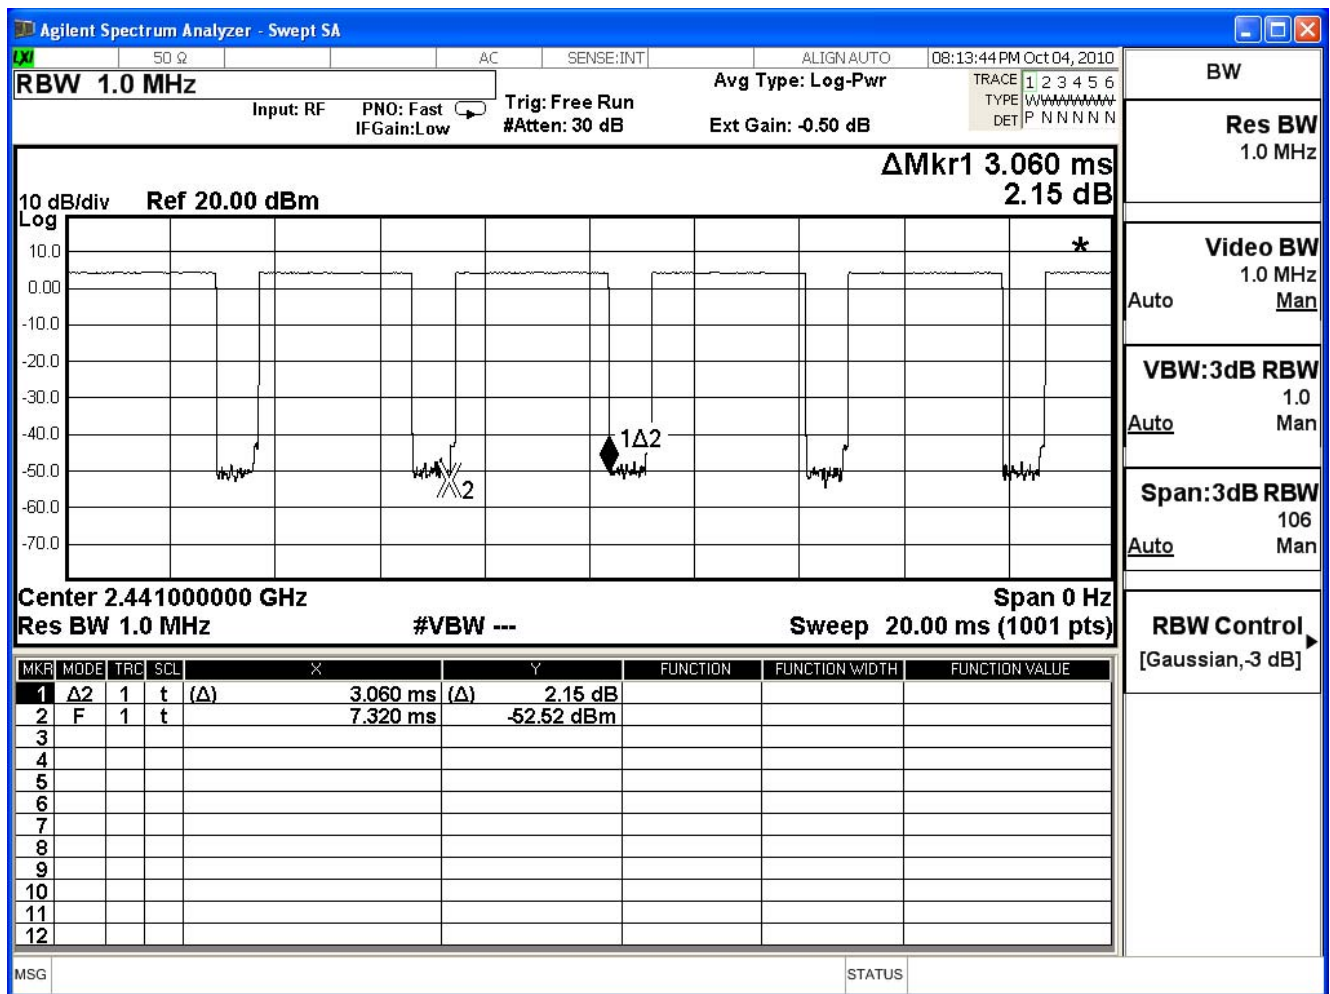 Agilent Spectrum Analyzer - Swept SA
LXI 50 Ω AC SENSE:INT ALIGN AUTO 08:13:44 PM Oct 04, 2010
RBW 1.0 MHz
Input: RF PNO: Fast Trig: Free Run Avg Type: Log-Pwr TRACE 1 2 3 4 5 6
IFGain:Low #Atten: 30 dB Ext Gain: -0.50 dB TYPE
DET P N N N N N
ΔMkr1 3.060 ms
2.15 dB
10 dB/div Ref 20.00 dBm
Log
10.0
0.00
-10.0
-20.0
-30.0
-40.0
-50.0
-60.0
-70.0
*
1Δ2
2
Center 2.441000000 GHz Span 0 Hz
Res BW 1.0 MHz #VBW --- Sweep 20.00 ms (1001 pts)
MKR MODE TRC SCL X Y FUNCTION FUNCTION WIDTH FUNCTION VALUE
1 Δ2 1 t (Δ) 3.060 ms (Δ) 2.15 dB
2 F 1 t 7.320 ms -52.52 dBm
3
4
5
6
7
8
9
10
11
12
MSG STATUS
BW
Res BW
1.0 MHz
Video BW
1.0 MHz
Auto Man
VBW:3dB RBW
1.0
Auto Man
Span:3dB RBW
106
Auto Man
RBW Control
[Gaussian,-3 dB]